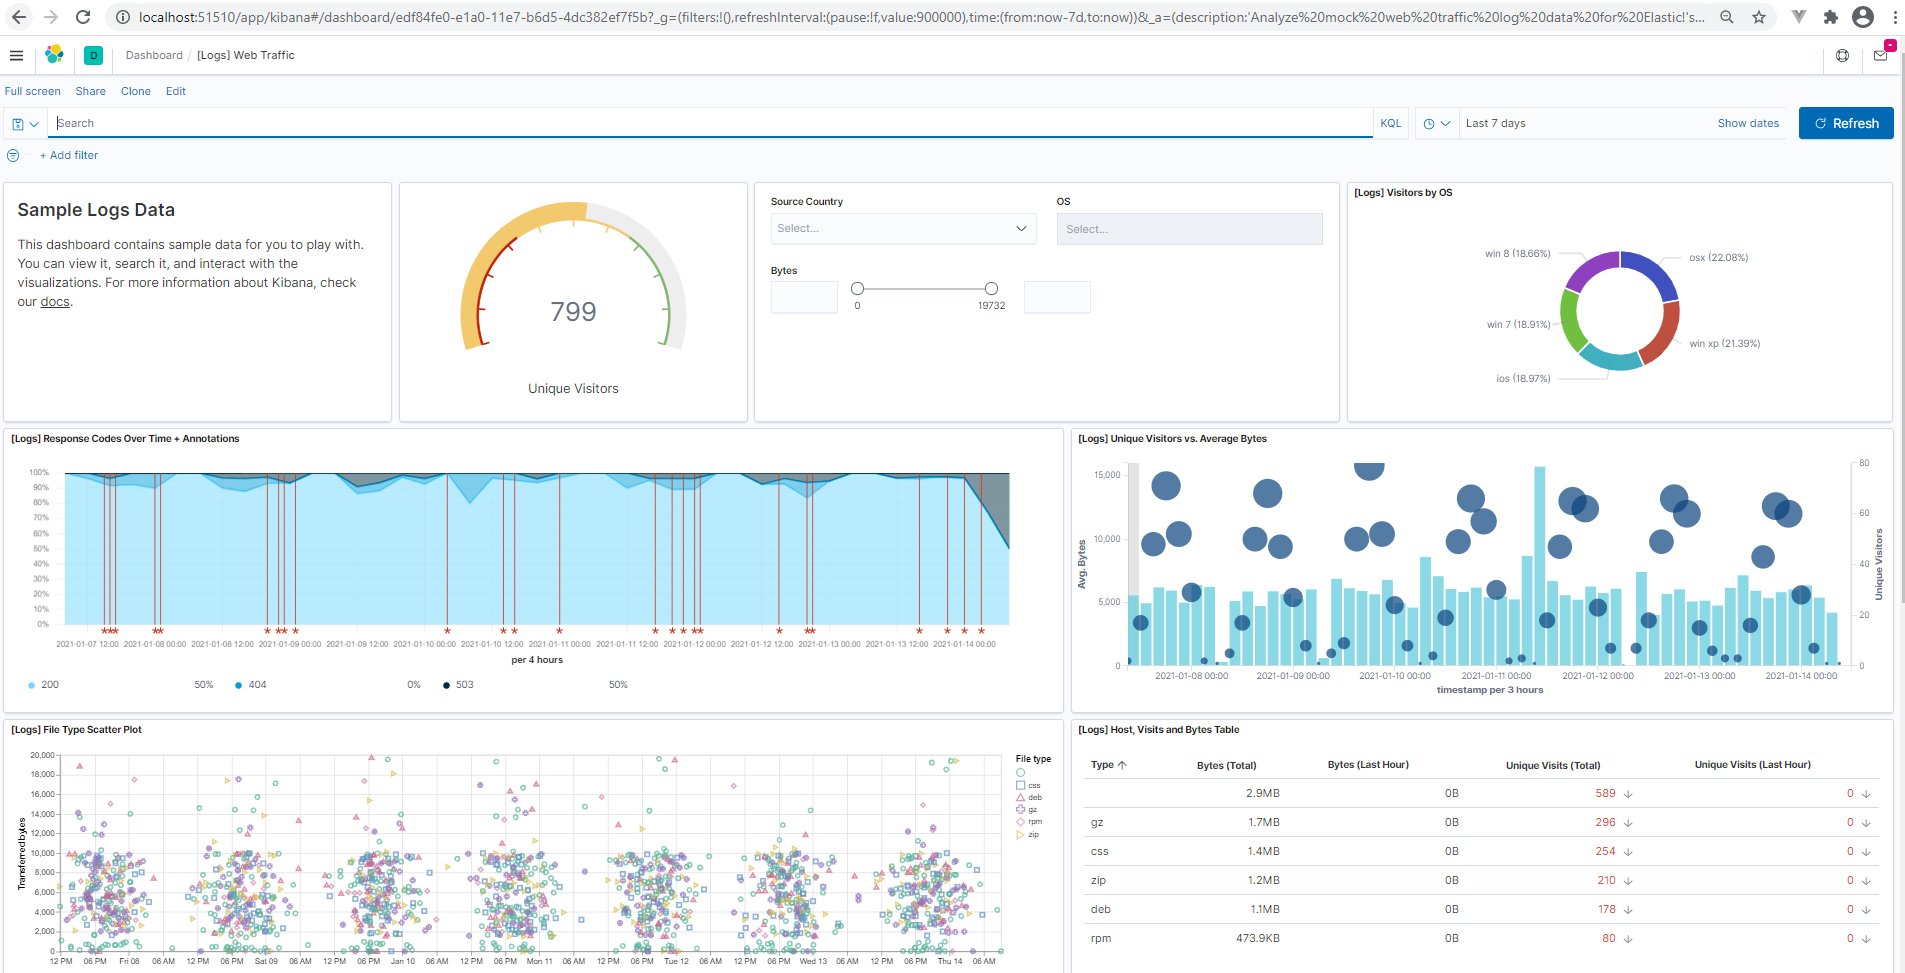 localhost:51510/app/kibana#/dashboard/edf84fe0-e1a0-11e7-b6d5-4dc382ef7f5b?_g=(filters:!(),refreshInterval:(pause:!f,value:900000),time:(from:now-7d,to:now))&_a=(description:'Analyze%20mock%20web%20traffic%20log%20data%20for%20Elastic!'s...
D
Dashboard / [Logs] Web Traffic
Full screen Share Clone Edit
Search KQL Last 7 days Show dates Refresh
+ Add filter
Sample Logs Data
This dashboard contains sample data for you to play with.
You can view it, search it, and interact with the
visualizations. For more information about Kibana, check
our docs.
799
Unique Visitors
Source Country OS
Select... Select...
Bytes
0 19732
[Logs] Visitors by OS
win 8 (18.66%) osx (22.08%)
win 7 (18.91%) win xp (21.39%)
ios (18.97%)
[Logs] Response Codes Over Time + Annotations
100%
90%
80%
70%
60%
50%
40%
30%
20%
10%
0%
2021-01-07 12:00 2021-01-08 00:00 2021-01-08 12:00 2021-01-09 00:00 2021-01-09 12:00 2021-01-10 00:00 2021-01-10 12:00 2021-01-11 00:00 2021-01-11 12:00 2021-01-12 00:00 2021-01-12 12:00 2021-01-13 00:00 2021-01-13 12:00 2021-01-14 00:00
per 4 hours
200 50% 404 0% 503 50%
[Logs] Unique Visitors vs. Average Bytes
15,000
10,000
5,000
0
Avg. Bytes
80
60
40
20
0
Unique Visitors
2021-01-08 00:00 2021-01-09 00:00 2021-01-10 00:00 2021-01-11 00:00 2021-01-12 00:00 2021-01-13 00:00 2021-01-14 00:00
timestamp per 3 hours
[Logs] File Type Scatter Plot
20,000
18,000
16,000
14,000
12,000
10,000
8,000
6,000
4,000
2,000
0
Transferred bytes
12 PM 06 PM Fri 08 06 AM 12 PM 06 PM Sat 09 06 AM 12 PM 06 PM Jan 10 06 AM 12 PM 06 PM Mon 11 06 AM 12 PM 06 PM Tue 12 06 AM 12 PM 06 PM Wed 13 06 AM 12 PM 06 PM Thu 14 06 AM
File type
css
deb
gz
rpm
zip
[Logs] Host, Visits and Bytes Table
Type Bytes (Total) Bytes (Last Hour) Unique Visits (Total) Unique Visits (Last Hour)
2.9MB 0B 589 0
gz 1.7MB 0B 296 0
css 1.4MB 0B 254 0
zip 1.2MB 0B 210 0
deb 1.1MB 0B 178 0
rpm 473.9KB 0B 80 0